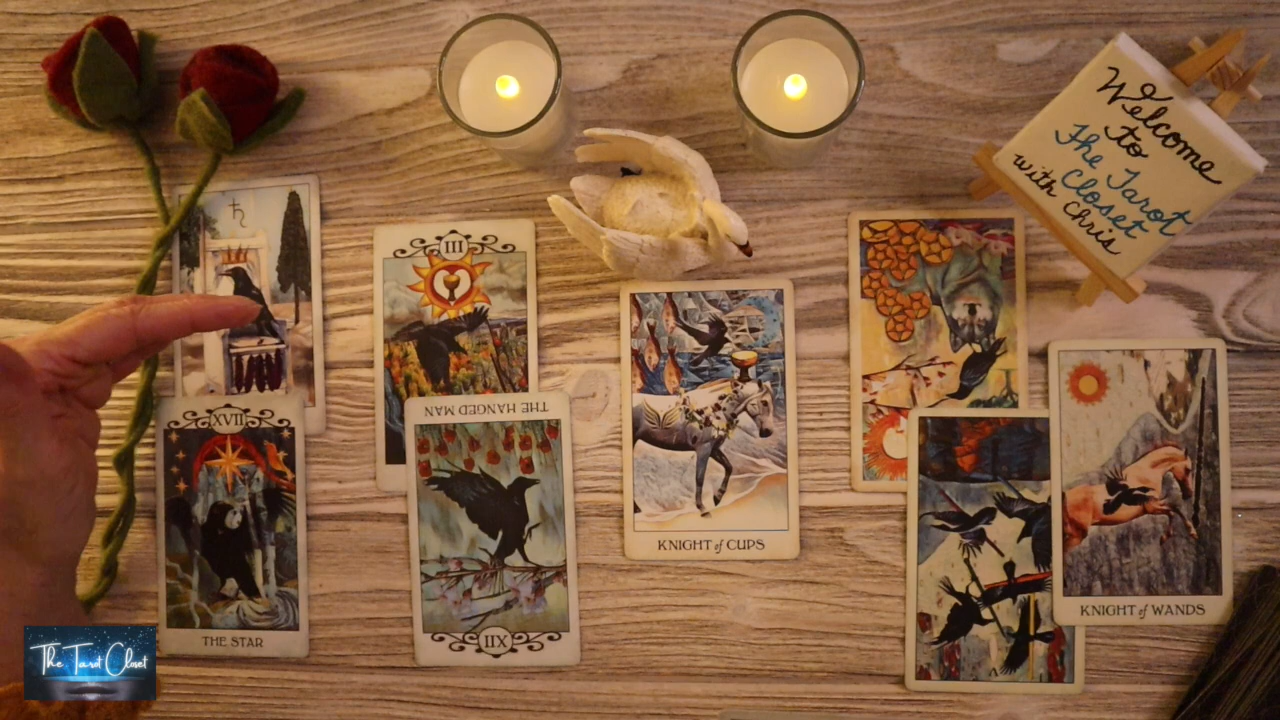 Welcome
to
The Tarot
Closet
with Chris
III
THE HANGED MAN
XVII
THE STAR
XII
KNIGHT of CUPS
KNIGHT of WANDS
The Tarot Closet